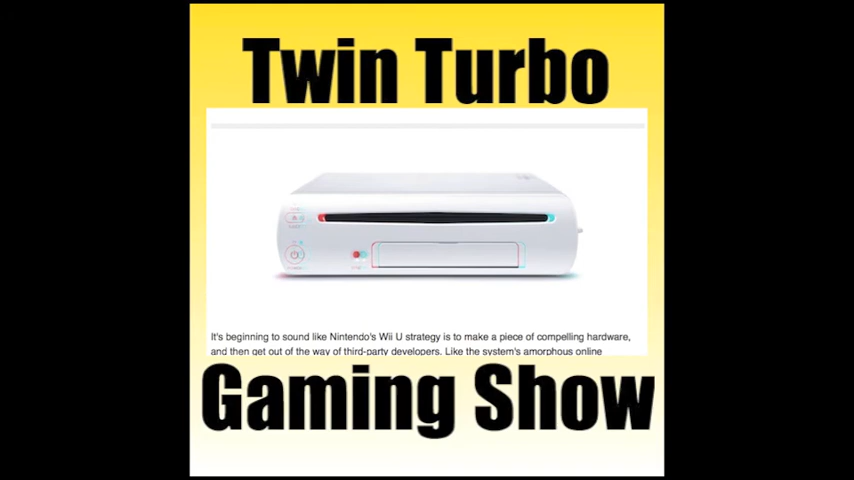 Twin Turbo
It's beginning to sound like Nintendo's Wii U strategy is to make a piece of compelling hardware,
and then get out of the way of third-party developers. Like the system's amorphous online
Gaming Show